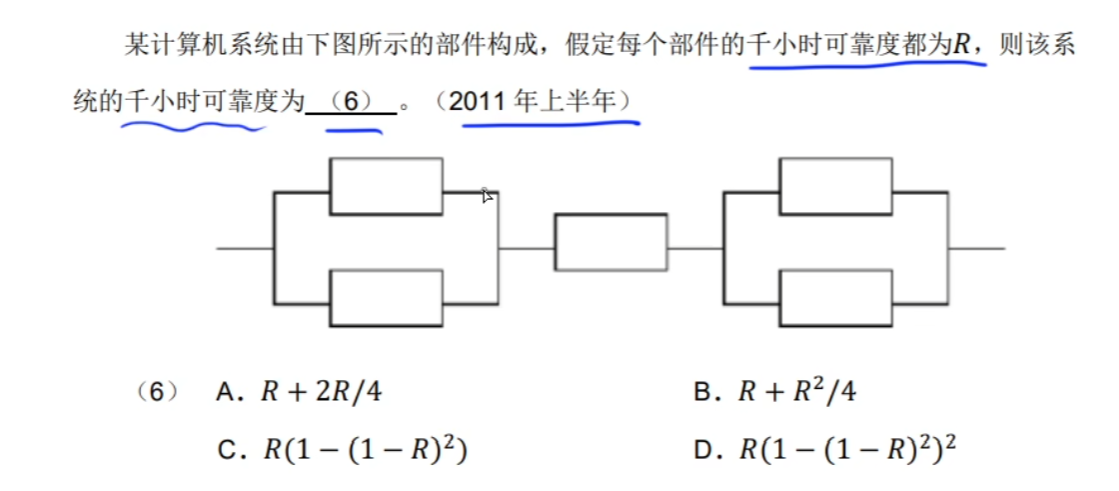 某计算机系统由下图所示的部件构成，假定每个部件的千小时可靠度都为R，则该系
统的千小时可靠度为（6）。（2011 年上半年）
（6） A．R + 2R/4 B．R + R²/4
C．R(1 − (1 − R)²) D．R(1 − (1 − R)²)²